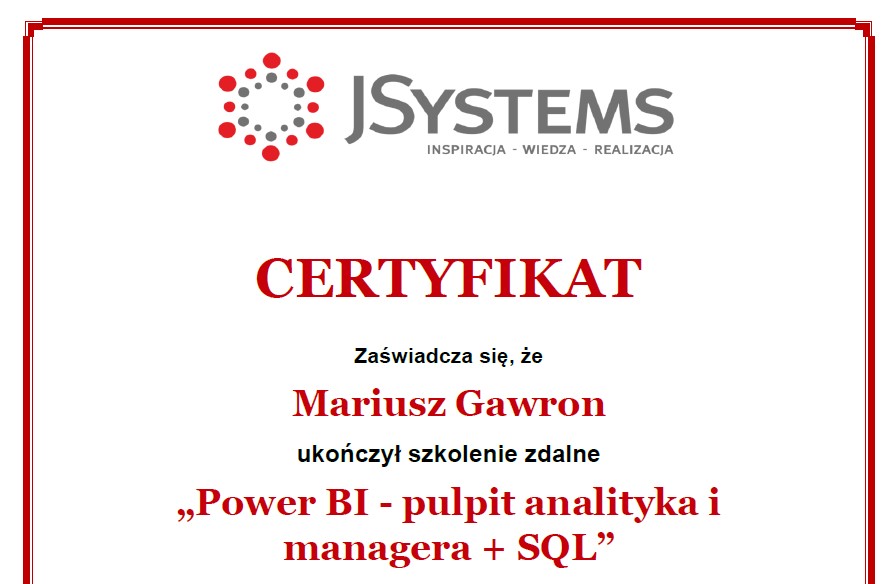 JSYSTEMS
INSPIRACJA - WIEDZA - REALIZACJA
CERTYFIKAT
Zaświadcza się, że
Mariusz Gawron
ukończył szkolenie zdalne
„Power BI - pulpit analityka i
managera + SQL”